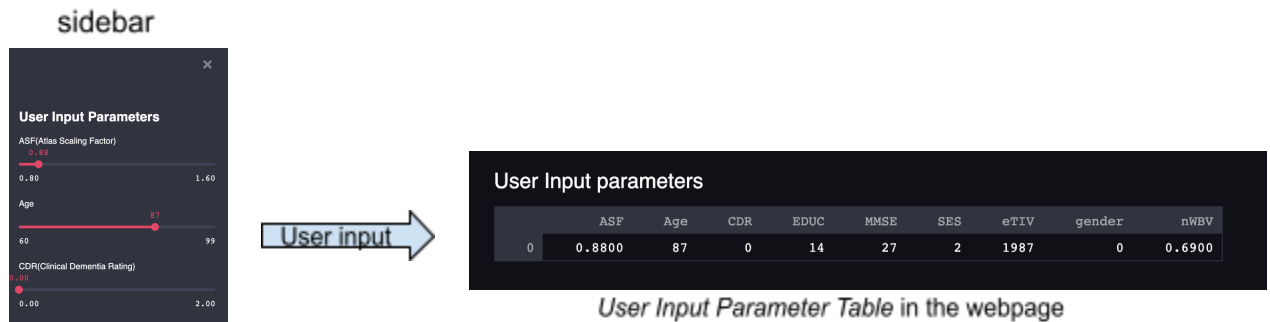 sidebar
×
User Input Parameters
ASF(Atlas Scaling Factor)
0.88
0.80 1.60
Age
87
60 99
CDR(Clinical Dementia Rating)
0.00
0.00 2.00
User input
User Input parameters
ASF Age CDR EDUC MMSE SES eTIV gender nWBV
0 0.8800 87 0 14 27 2 1987 0 0.6900
User Input Parameter Table in the webpage